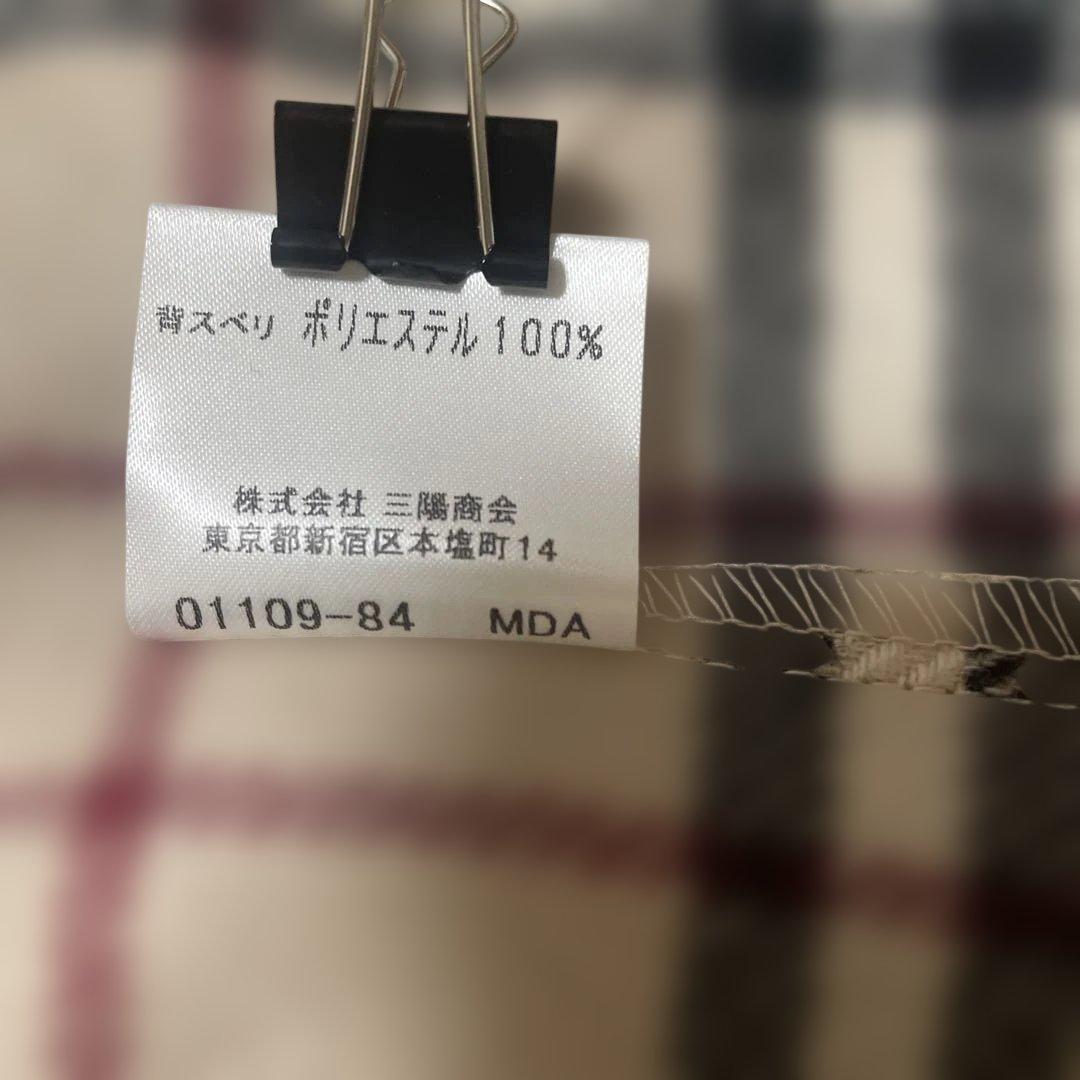 背スベリ ポリエステル100%
株式会社 三陽商会
東京都新宿区本塩町14
01109-84 MDA